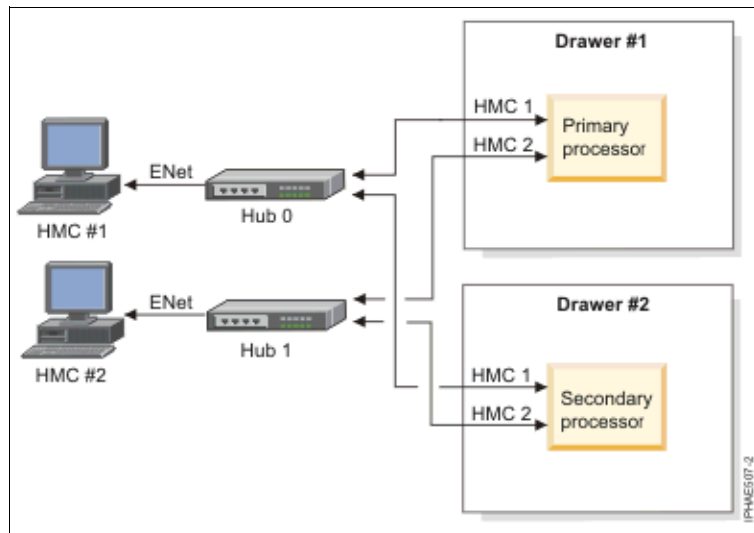 Drawer #1
HMC 1
HMC 2
Primary
processor
ENet
Hub 0
HMC #1
ENet
Hub 1
HMC #2
Drawer #2
HMC 1
HMC 2
Secondary
processor
IPHAE507-2